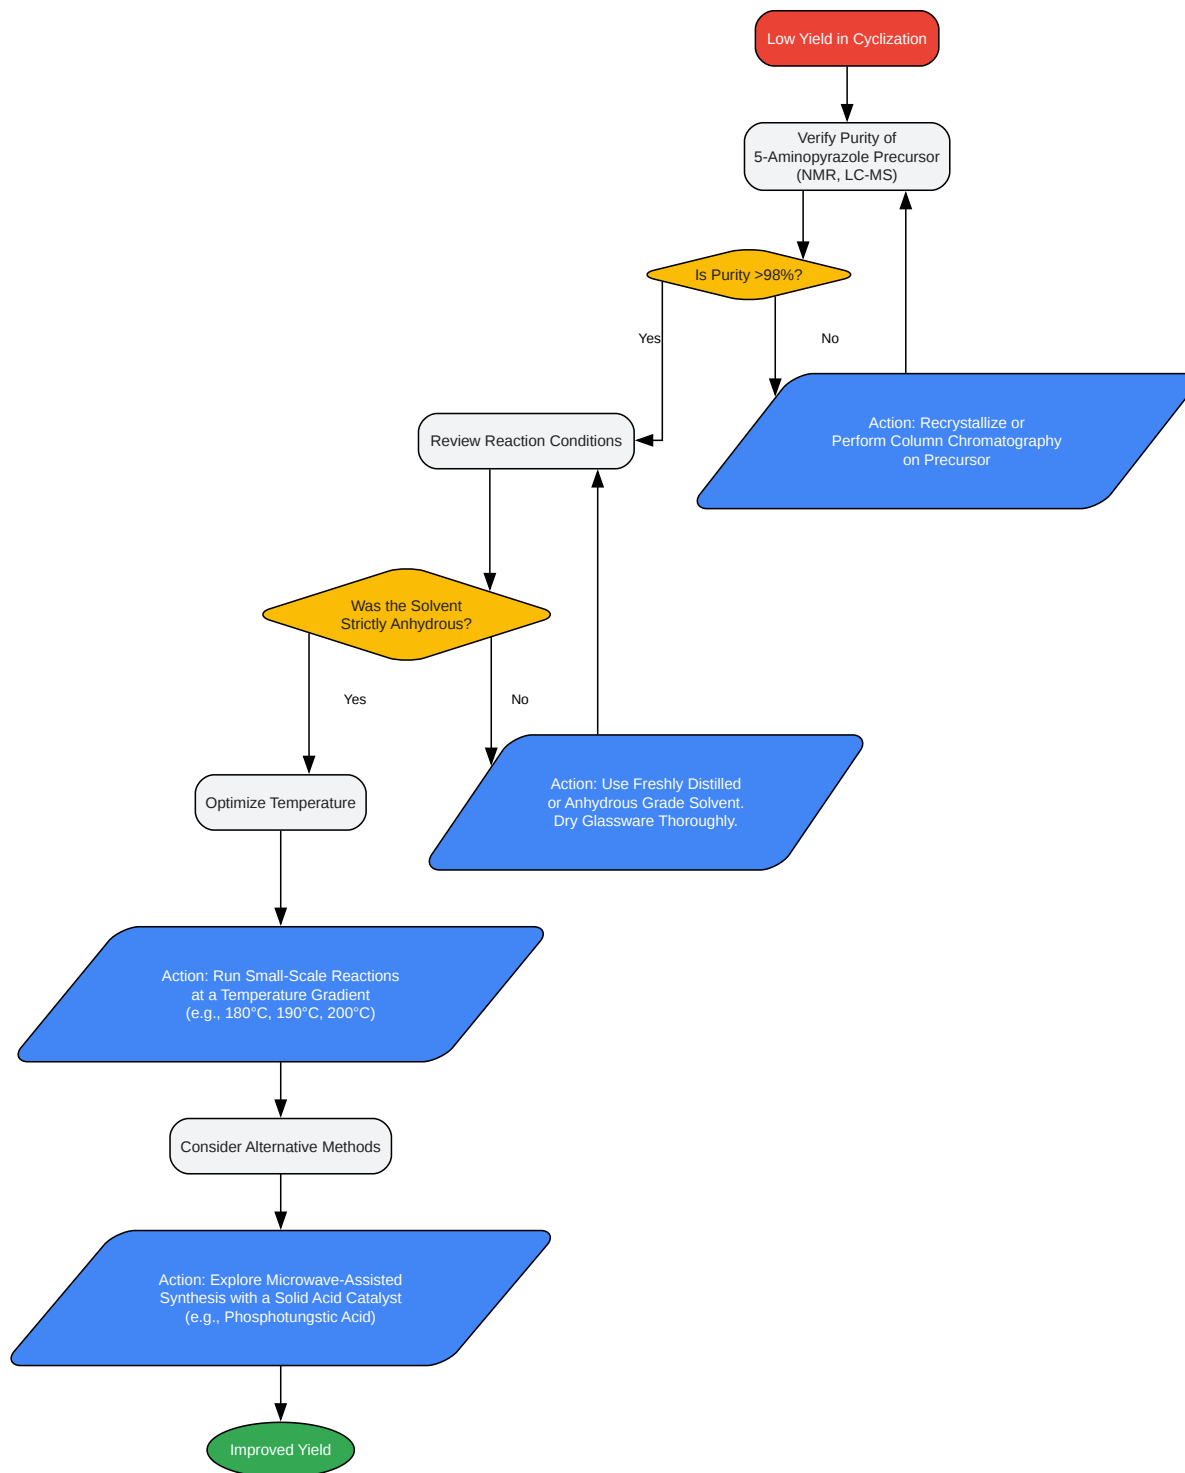 Low Yield in Cyclization
Verify Purity of
5-Aminopyrazole Precursor
(NMR, LC-MS)
Is Purity >98%?
Yes
No
Action: Recrystallize or
Perform Column Chromatography
on Precursor
Review Reaction Conditions
Was the Solvent
Strictly Anhydrous?
Yes
No
Action: Use Freshly Distilled
or Anhydrous Grade Solvent.
Dry Glassware Thoroughly.
Optimize Temperature
Action: Run Small-Scale Reactions
at a Temperature Gradient
(e.g., 180°C, 190°C, 200°C)
Consider Alternative Methods
Action: Explore Microwave-Assisted
Synthesis with a Solid Acid Catalyst
(e.g., Phosphotungstic Acid)
Improved Yield